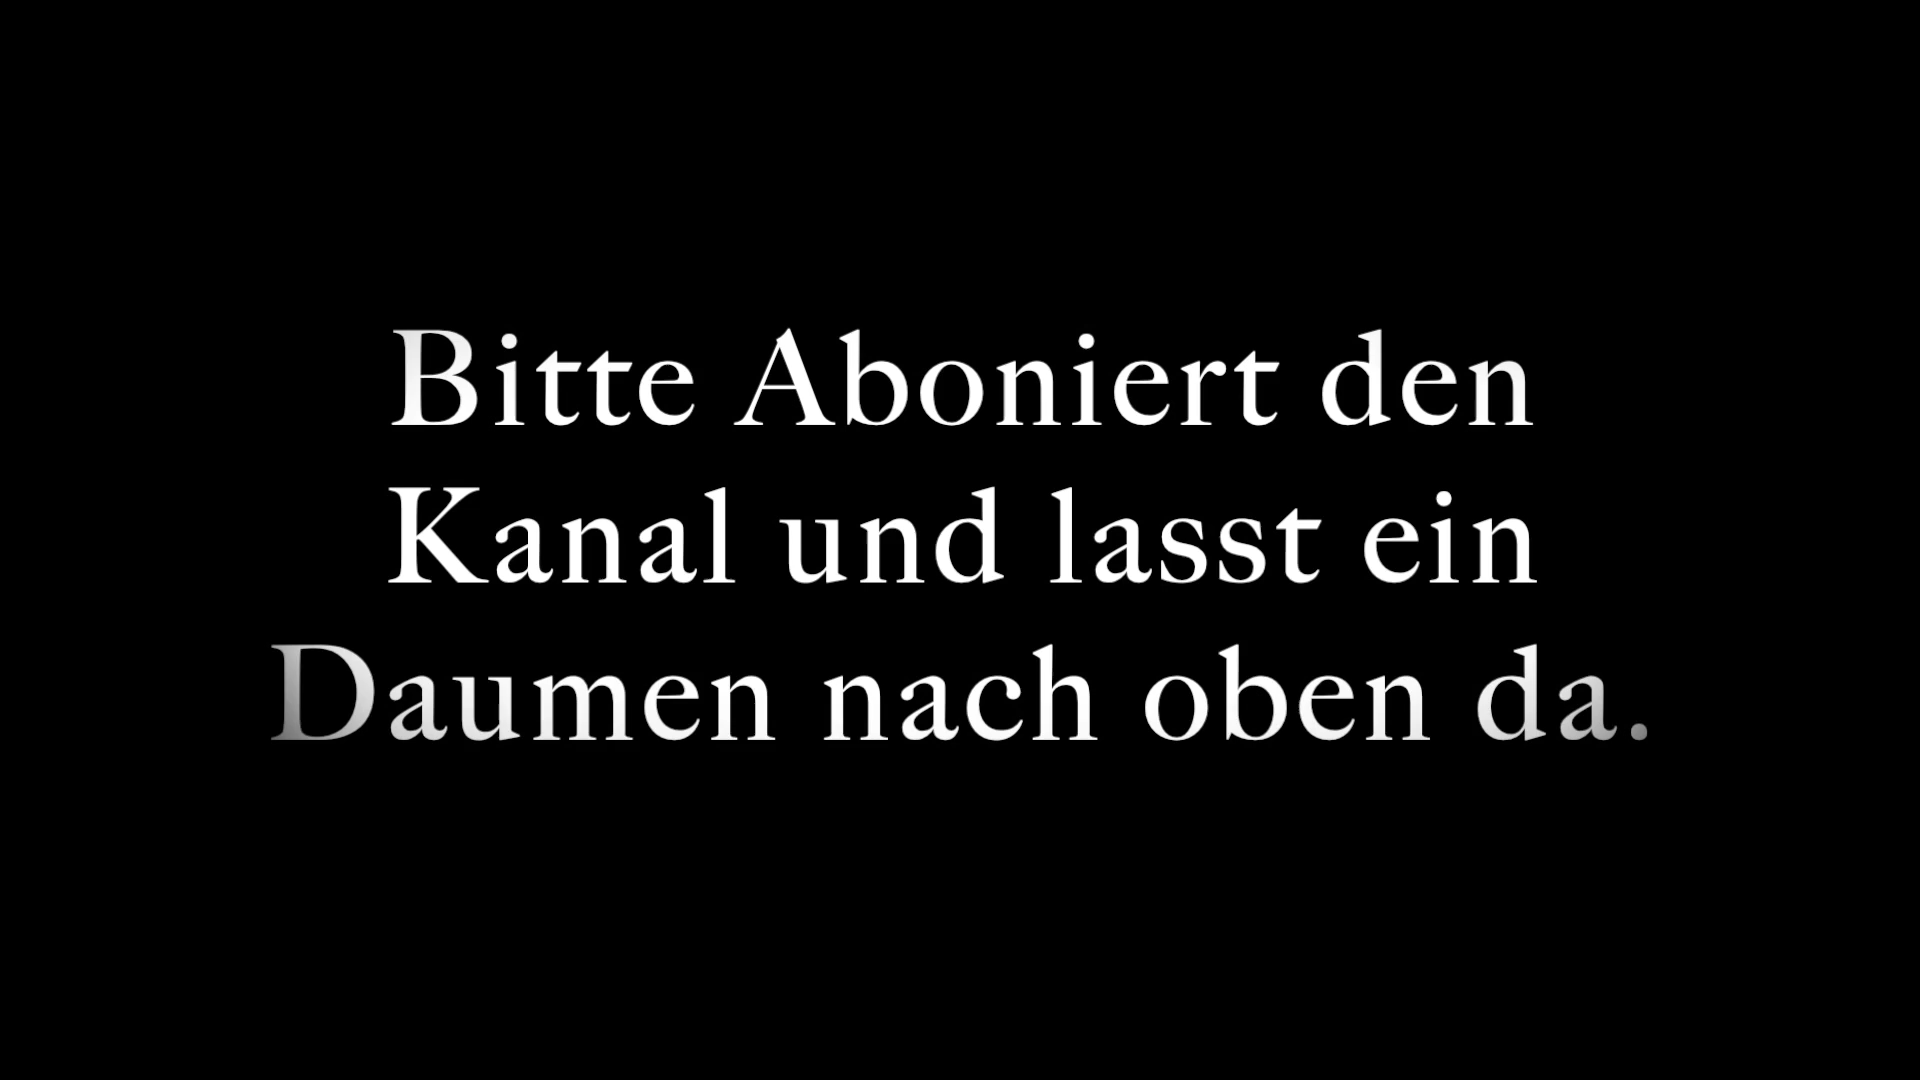 Bitte Aboniert den
Kanal und lasst ein
Daumen nach oben da.